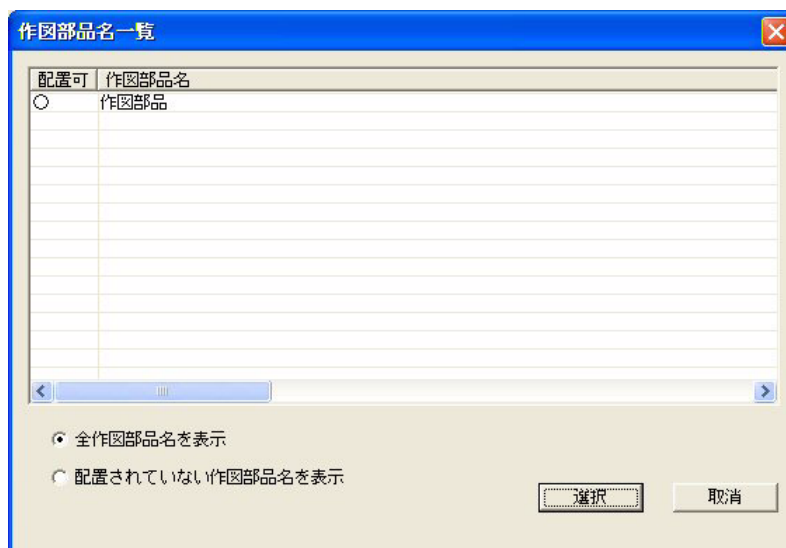 作図部品名一覧
配置可 作図部品名
○ 作図部品
全作図部品名を表示
配置されていない作図部品名を表示
選択 取消